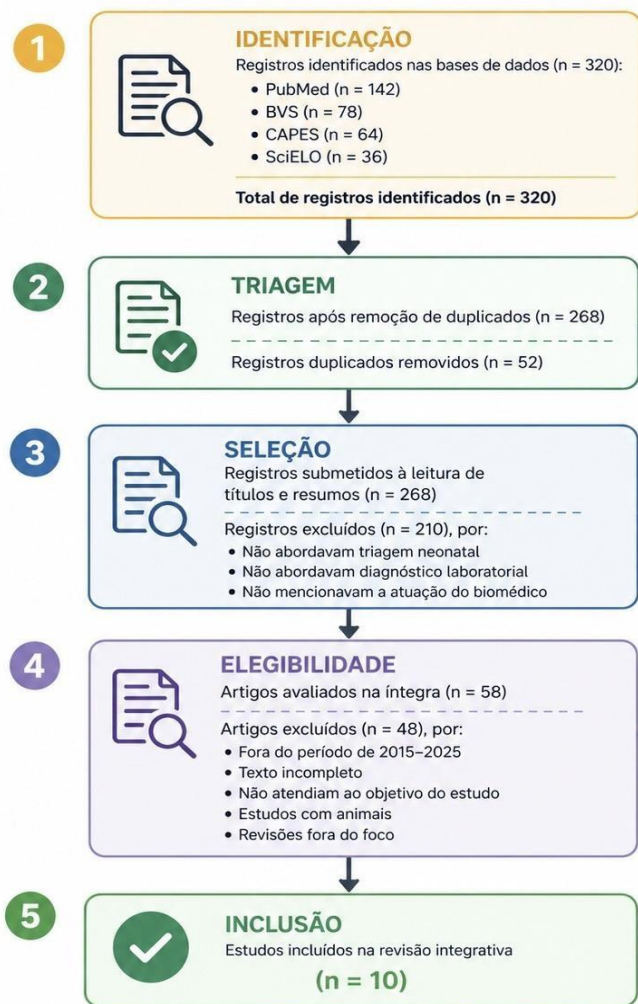 1
IDENTIFICAÇÃO
Registros identificados nas bases de dados (n = 320):
• PubMed (n = 142)
• BVS (n = 78)
• CAPES (n = 64)
• SciELO (n = 36)
Total de registros identificados (n = 320)
2
TRIAGEM
Registros após remoção de duplicados (n = 268)
Registros duplicados removidos (n = 52)
3
SELEÇÃO
Registros submetidos à leitura de
títulos e resumos (n = 268)
Registros excluídos (n = 210), por:
• Não abordavam triagem neonatal
• Não abordavam diagnóstico laboratorial
• Não mencionavam a atuação do biomédico
4
ELEGIBILIDADE
Artigos avaliados na íntegra (n = 58)
Artigos excluídos (n = 48), por:
• Fora do período de 2015–2025
• Texto incompleto
• Não atendiam ao objetivo do estudo
• Estudos com animais
• Revisões fora do foco
5
INCLUSÃO
Estudos incluídos na revisão integrativa
(n = 10)